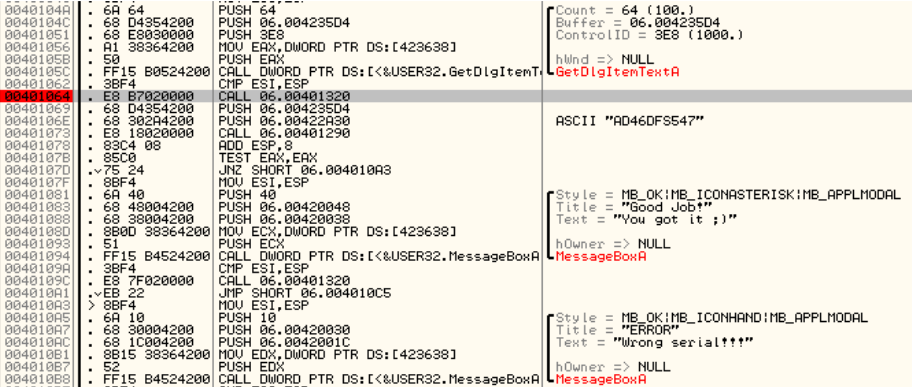 0040104A . 6A 64 PUSH 64 Count = 64 (100.)
0040104C . 68 D4354200 PUSH 06.004235D4 Buffer = 06.004235D4
00401051 . 68 E8030000 PUSH 3E8 ControlID = 3E8 (1000.)
00401056 . A1 38364200 MOV EAX,DWORD PTR DS:[423638]
0040105B . 50 PUSH EAX hWnd => NULL
0040105C . FF15 B0524200 CALL DWORD PTR DS:[<&USER32.GetDlgItemT GetDlgItemTextA
00401062 . 3BF4 CMP ESI,ESP
00401064 . E8 B7020000 CALL 06.00401320
00401069 . 68 D4354200 PUSH 06.004235D4
0040106E . 68 302A4200 PUSH 06.00422A30 ASCII "AD46DFS547"
00401073 . E8 18020000 CALL 06.00401290
00401078 . 83C4 08 ADD ESP,8
0040107B . 85C0 TEST EAX,EAX
0040107D .v75 24 JNZ SHORT 06.004010A3
0040107F . 8BF4 MOV ESI,ESP
00401081 . 6A 40 PUSH 40 Style = MB_OK|MB_ICONASTERISK|MB_APPLMODAL
00401083 . 68 48004200 PUSH 06.00420048 Title = "Good Job!"
00401088 . 68 38004200 PUSH 06.00420038 Text = "You got it ;)"
0040108D . 8B0D 38364200 MOV ECX,DWORD PTR DS:[423638]
00401093 . 51 PUSH ECX hOwner => NULL
00401094 . FF15 B4524200 CALL DWORD PTR DS:[<&USER32.MessageBoxA MessageBoxA
0040109A . 3BF4 CMP ESI,ESP
0040109C . E8 7F020000 CALL 06.00401320
004010A1 .vEB 22 JMP SHORT 06.004010C5
004010A3 > 8BF4 MOV ESI,ESP
004010A5 . 6A 10 PUSH 10 Style = MB_OK|MB_ICONHAND|MB_APPLMODAL
004010A7 . 68 30004200 PUSH 06.00420030 Title = "ERROR"
004010AC . 68 1C004200 PUSH 06.0042001C Text = "Wrong serial!!!"
004010B1 . 8B15 38364200 MOV EDX,DWORD PTR DS:[423638]
004010B7 . 52 PUSH EDX hOwner => NULL
004010B8 . FF15 B4524200 CALL DWORD PTR DS:[<&USER32.MessageBoxA MessageBoxA